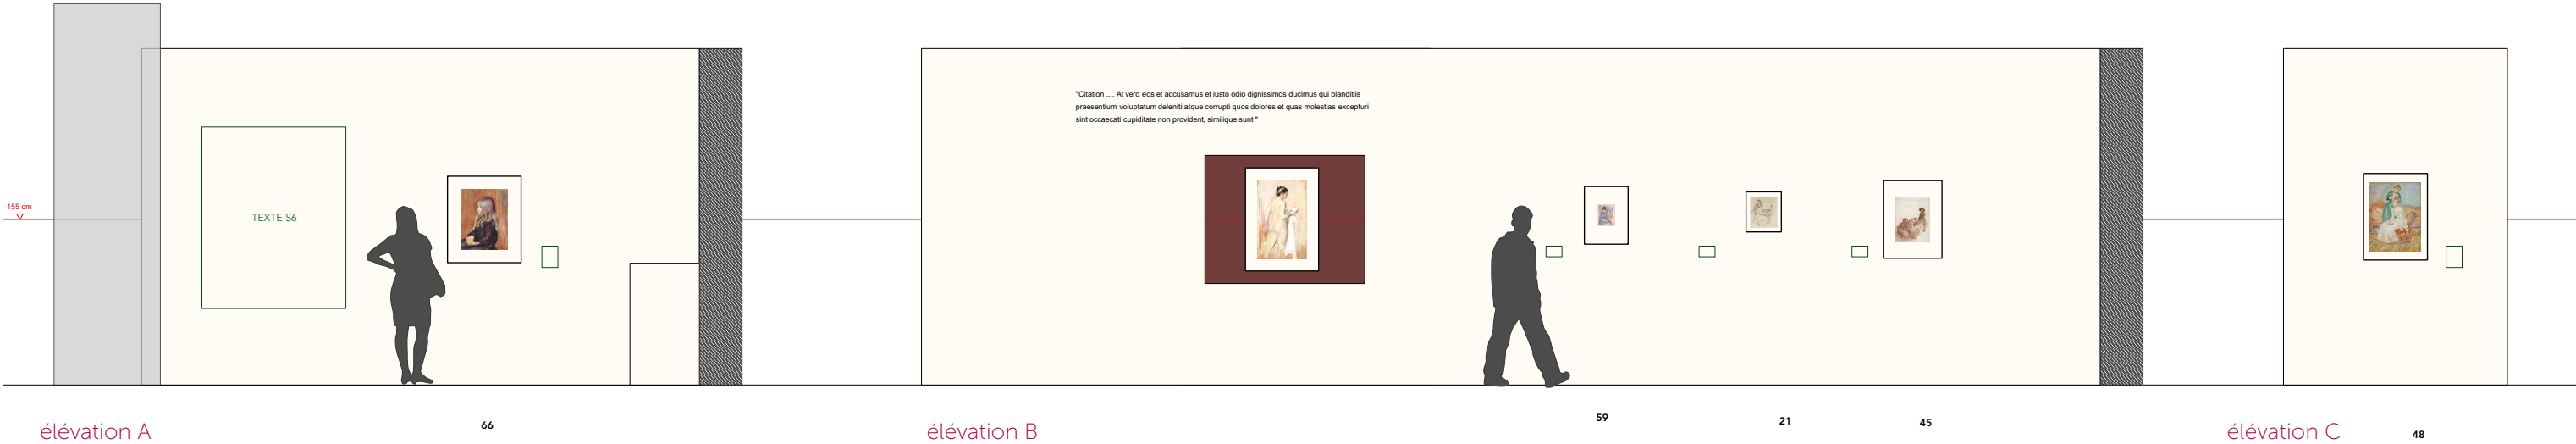 155 cm
TEXTE S6
"Citation .... At vero eos et accusamus et iusto odio dignissimos ducimus qui blanditiis
praesentium voluptatum deleniti atque corrupti quos dolores et quas molestias excepturi
sint occaecati cupiditate non provident, similique sunt "
élévation A
66
élévation B
59
21
45
élévation C
48